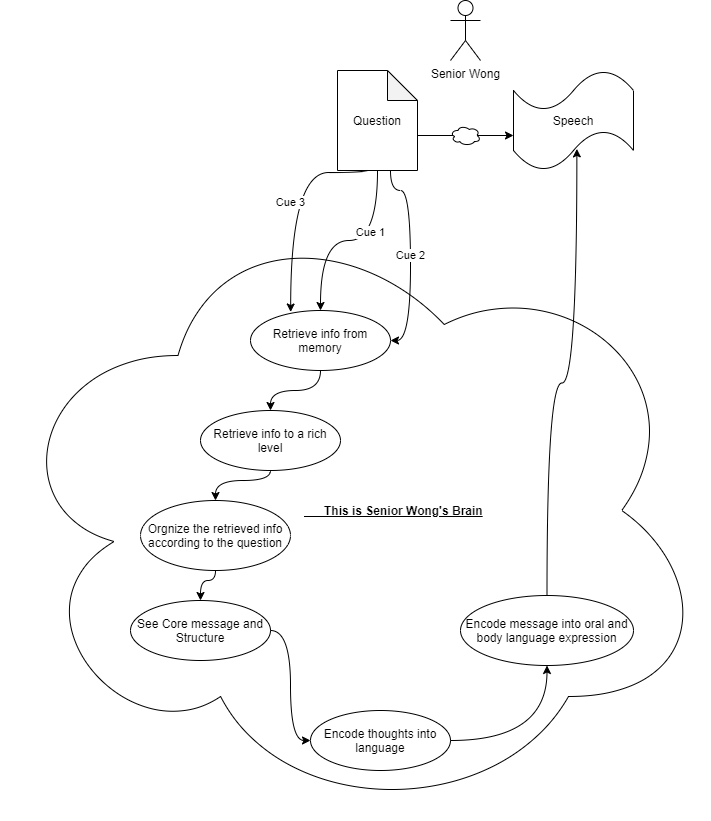 Senior Wong
Question
Speech
Cue 3
Cue 1
Cue 2
Retrieve info from
memory
Retrieve info to a rich
level
Orgnize the retrieved info
according to the question
This is Senior Wong's Brain
See Core message and
Structure
Encode message into oral and
body language expression
Encode thoughts into
language